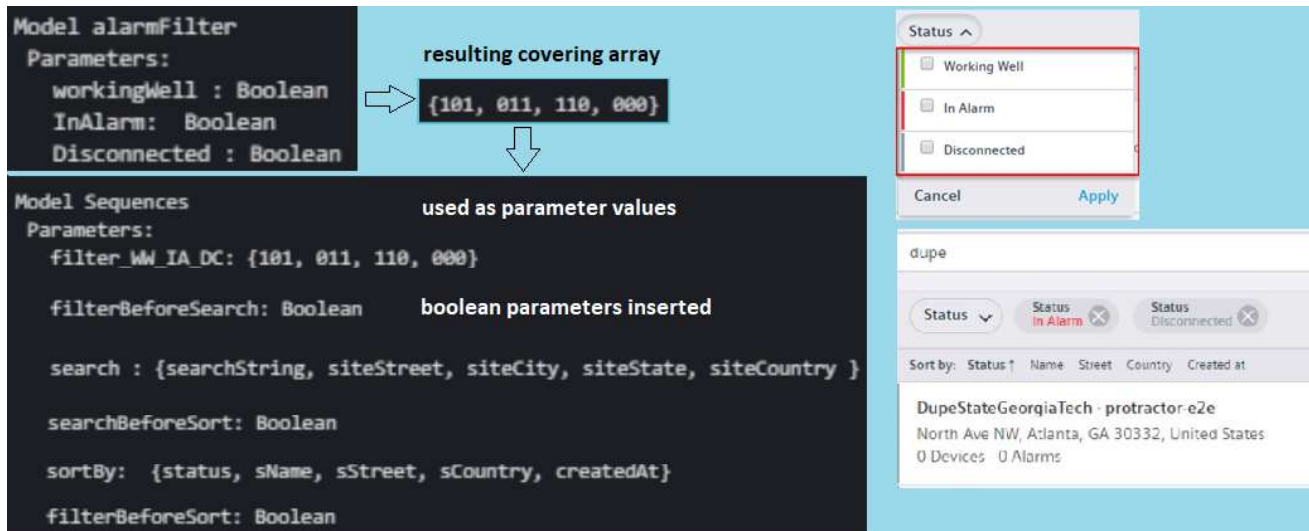 Model alarmFilter
Parameters:
workingWell : Boolean
InAlarm: Boolean
Disconnected : Boolean
resulting covering array
{101, 011, 110, 000}
Model Sequences
used as parameter values
Parameters:
filter_WW_IA_DC: {101, 011, 110, 000}
filterBeforeSearch: Boolean
boolean parameters inserted
search : {searchString, siteStreet, siteCity, siteState, siteCountry }
searchBeforeSort: Boolean
sortBy: {status, sName, sStreet, sCountry, createdAt}
filterBeforeSort: Boolean
Status
Working Well
In Alarm
Disconnected
Cancel Apply
dupe
Status
Status
In Alarm
Status
Disconnected
Sort by: Status↑ Name Street Country Created at
DupeStateGeorgiaTech - protractor-e2e
North Ave NW, Atlanta, GA 30332, United States
0 Devices 0 Alarms